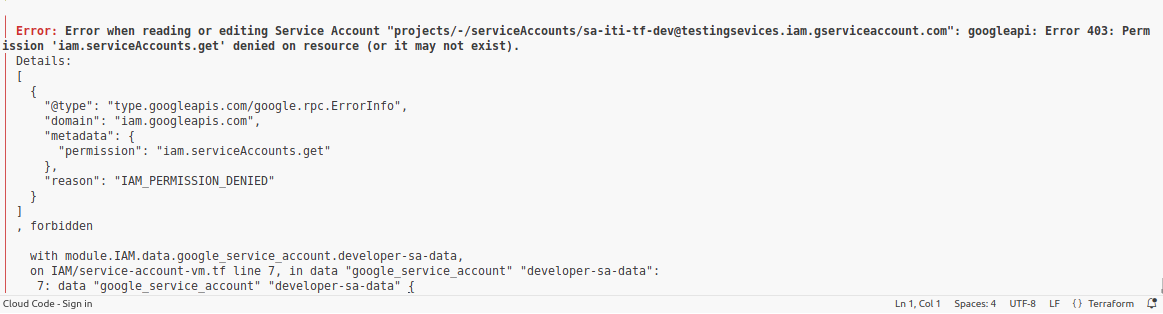 Error: Error when reading or editing Service Account "projects/-/serviceAccounts/sa-iti-tf-dev@testingsevices.iam.gserviceaccount.com": googleapi: Error 403: Perm
ission 'iam.serviceAccounts.get' denied on resource (or it may not exist).
Details:
[
  {
    "@type": "type.googleapis.com/google.rpc.ErrorInfo",
    "domain": "iam.googleapis.com",
    "metadata": {
      "permission": "iam.serviceAccounts.get"
    },
    "reason": "IAM_PERMISSION_DENIED"
  }
]
, forbidden
  with module.IAM.data.google_service_account.developer-sa-data,
  on IAM/service-account-vm.tf line 7, in data "google_service_account" "developer-sa-data":
   7: data "google_service_account" "developer-sa-data" {
Cloud Code - Sign in Ln 1, Col 1 Spaces: 4 UTF-8 LF {} Terraform